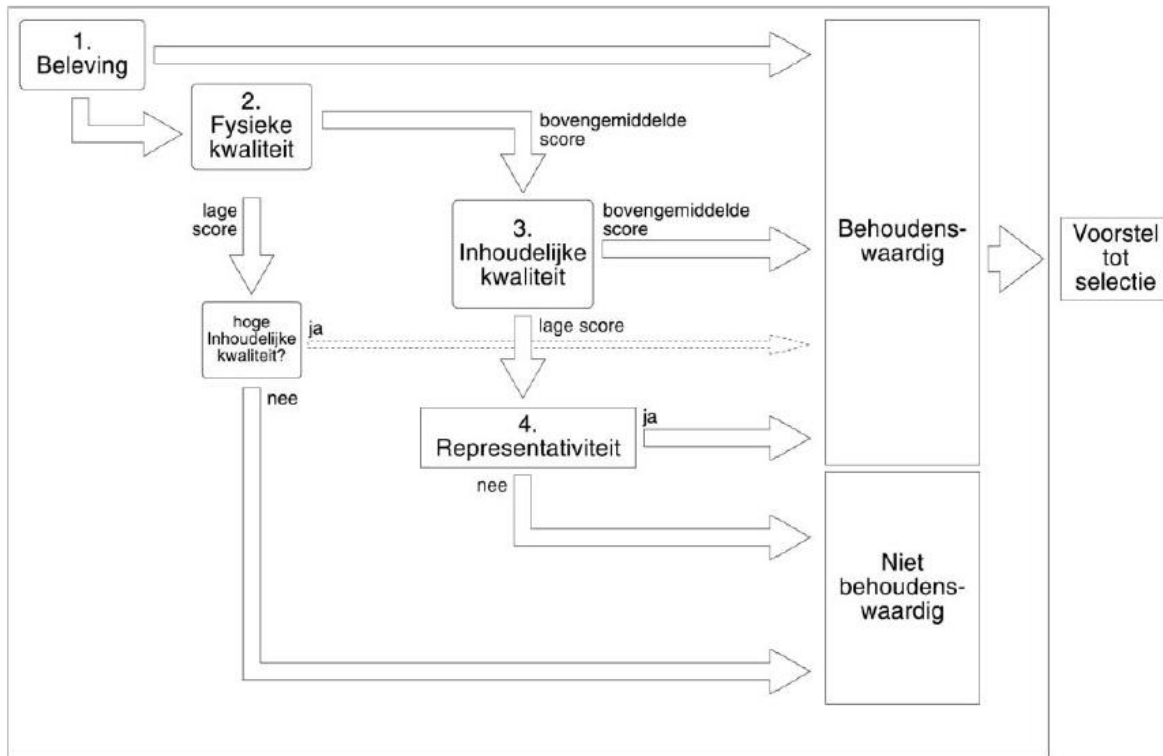 1.
Beleving
2.
Fysieke
kwaliteit
bovengemiddelde
score
lage
score
3.
Inhoudelijke
kwaliteit
bovengemiddelde
score
Behoudens-
waardig
Voorstel
tot
selectie
hoge
Inhoudelijke
kwaliteit?
ja
lage score
nee
4.
Representativiteit
ja
nee
Niet
behoudens-
waardig